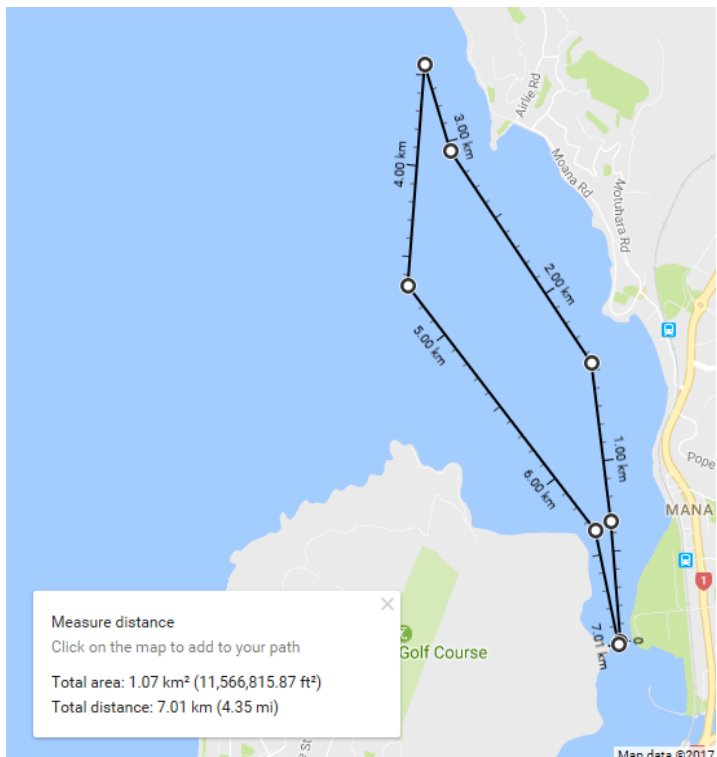 Airlie Rd
3.00 km
4.00 km
Moana Rd
Motuhara Rd
2.00 km
5.00 km
1.00 km
Pope
6.00 km
MANA
1
0
7.01 km
Golf Course
Measure distance
Click on the map to add to your path
Total area: 1.07 km² (11,566,815.87 ft²)
Total distance: 7.01 km (4.35 mi)
e St
Map data ©2017